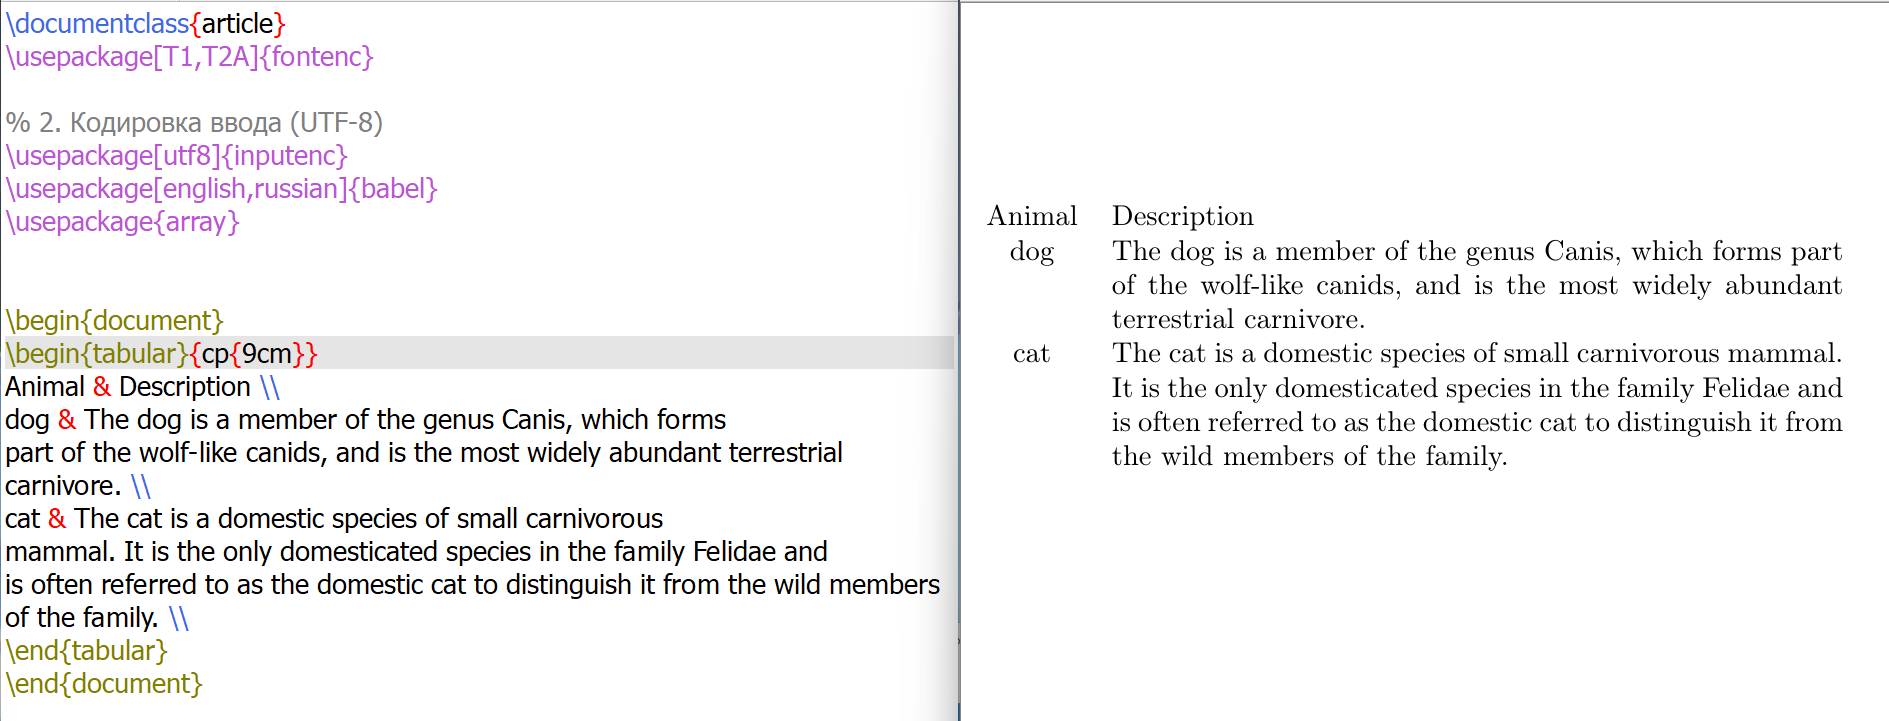 \documentclass{article}
\usepackage[T1,T2A]{fontenc}
% 2. Кодировка ввода (UTF-8)
\usepackage[utf8]{inputenc}
\usepackage[english,russian]{babel}
\usepackage{array}
\begin{document}
\begin{tabular}{cp{9cm}}
Animal & Description \\
dog & The dog is a member of the genus Canis, which forms
part of the wolf-like canids, and is the most widely abundant terrestrial
carnivore. \\
cat & The cat is a domestic species of small carnivorous
mammal. It is the only domesticated species in the family Felidae and
is often referred to as the domestic cat to distinguish it from the wild members
of the family. \\
\end{tabular}
\end{document}
Animal Description
dog The dog is a member of the genus Canis, which forms part
of the wolf-like canids, and is the most widely abundant
terrestrial carnivore.
cat The cat is a domestic species of small carnivorous mammal.
It is the only domesticated species in the family Felidae and
is often referred to as the domestic cat to distinguish it from
the wild members of the family.